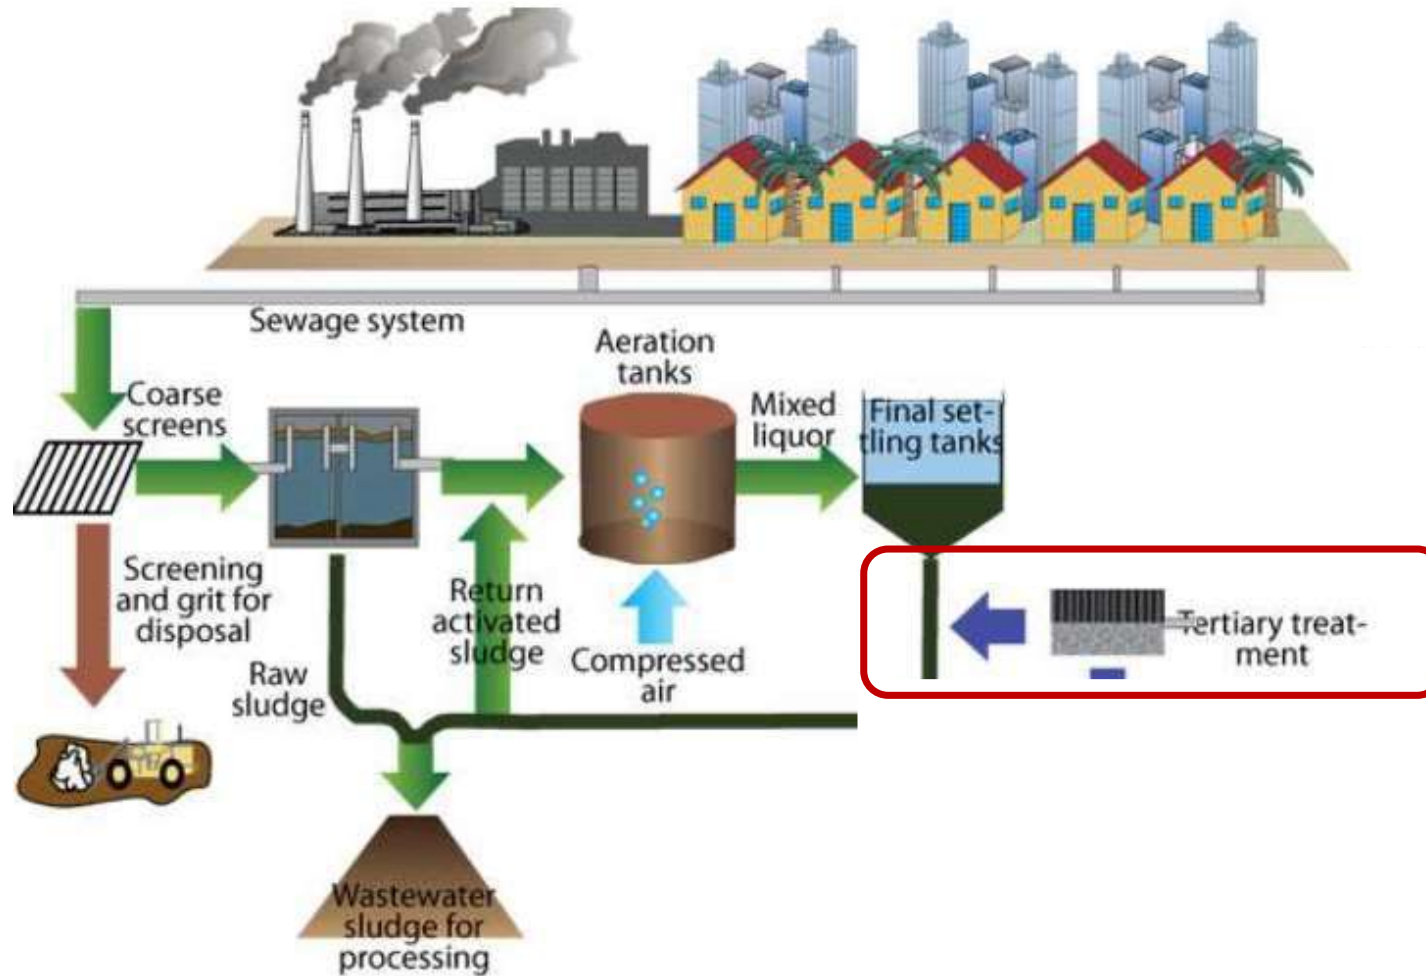 Sewage system
Aeration
tanks
Coarse
screens
Mixed
liquor
Final set-
tling tanks
Screening
and grit for
disposal
Return
activated
sludge
Compressed
air
Tertiary treat-
ment
Raw
sludge
Wastewater
sludge for
processing